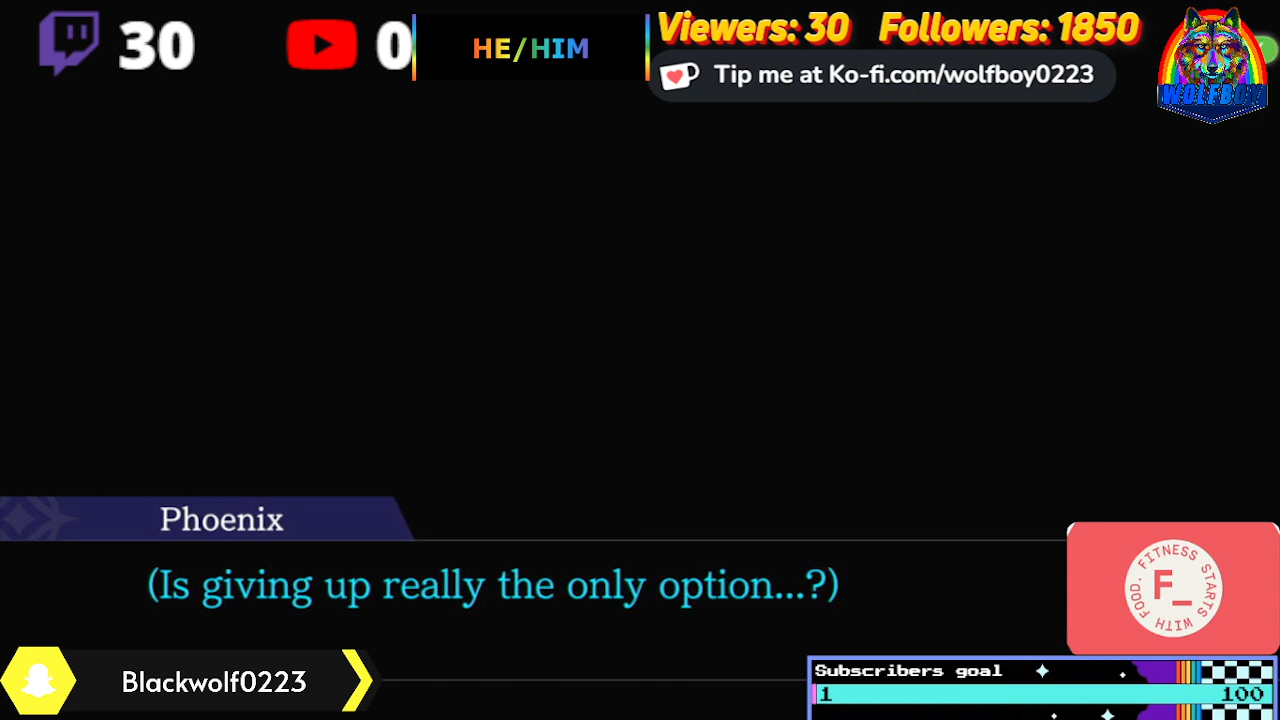 30
0
HE/HIM
Viewers: 30 Followers: 1850
Tip me at Ko-fi.com/wolfboy0223
WOLFBOY
Phoenix
(Is giving up really the only option...?)
FITNESS STARTS WITH FOOD.
F_
Blackwolf0223
Subscribers goal
1 100